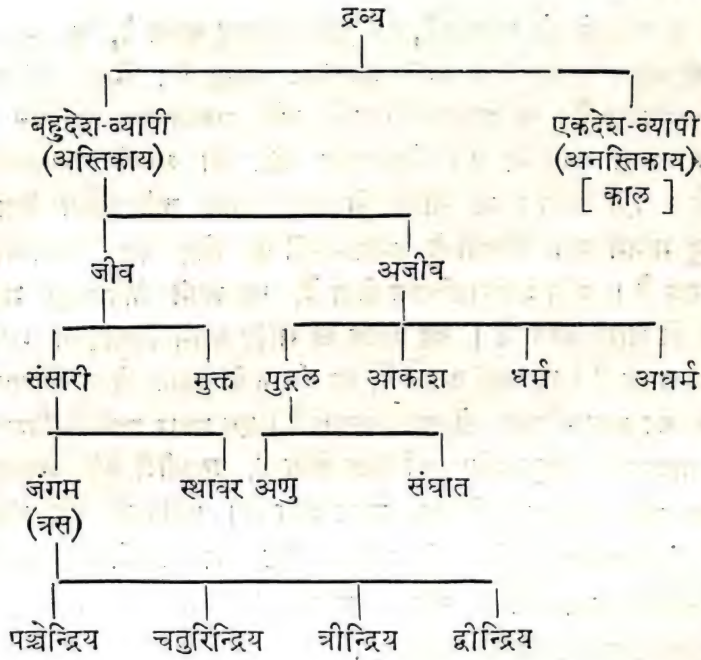 द्रव्य
बहुदेश-व्यापी एकदेश-व्यापी
(अस्तिकाय) (अनस्तिकाय)
[ काल ]
जीव अजीव
संसारी मुक्त पुद्गल आकाश धर्म अधर्म
जंगम स्थावर अणु संघात
(त्रस)
पञ्चेन्द्रिय चतुरिन्द्रिय त्रीन्द्रिय द्वीन्द्रिय